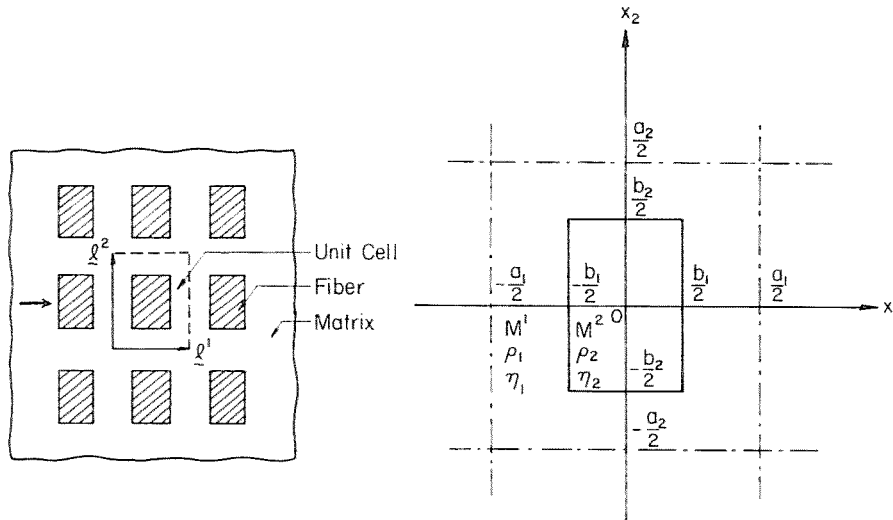 ℓ²
Unit Cell
Fiber
Matrix
ℓ¹
x₂
a₂/2
b₂/2
-a₁/2
-b₁/2
b₁/2
a₁/2
O
x
M¹
M²
ρ₁
ρ₂
η₁
η₂
-b₂/2
-a₂/2